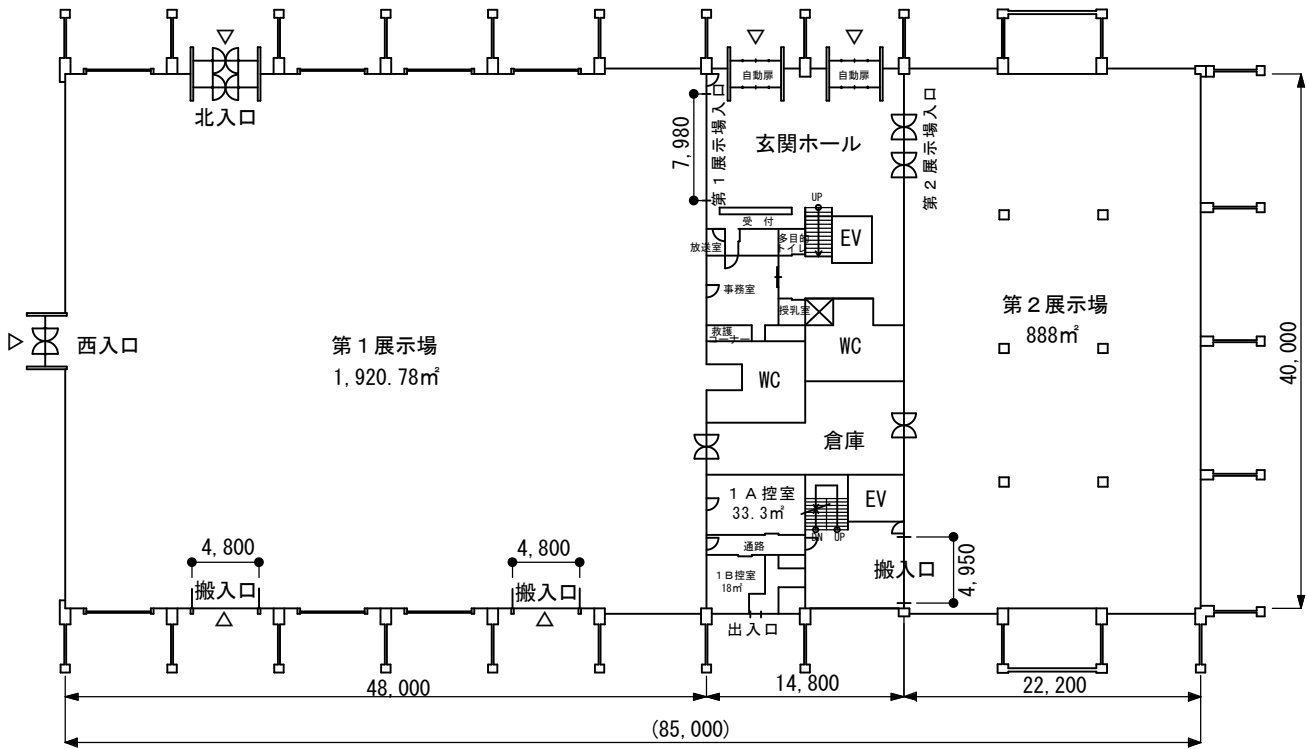 北入口
自動扉
自動扉
7,980
第１展示場入口
玄関ホール
第２展示場入口
受 付
UP
EV
放送室
多目的
トイレ
事務室
授乳室
救護
コーナー
WC
WC
西入口
第１展示場
1,920.78㎡
第２展示場
888㎡
40,000
倉庫
１Ａ控室
33.3㎡
EV
DN UP
通路
4,800
搬入口
4,800
搬入口
１Ｂ控室
18㎡
搬入口
4,950
出入口
48,000
14,800
22,200
(85,000)